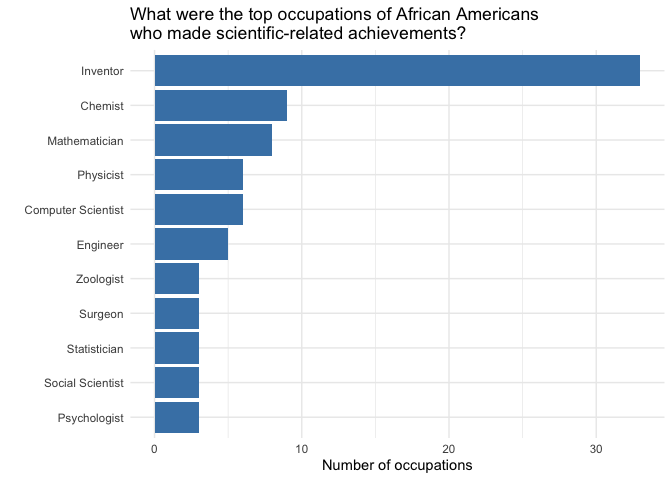 What were the top occupations of African Americans
who made scientific-related achievements?
Inventor
Chemist
Mathematician
Physicist
Computer Scientist
Engineer
Zoologist
Surgeon
Statistician
Social Scientist
Psychologist
0 10 20 30
Number of occupations